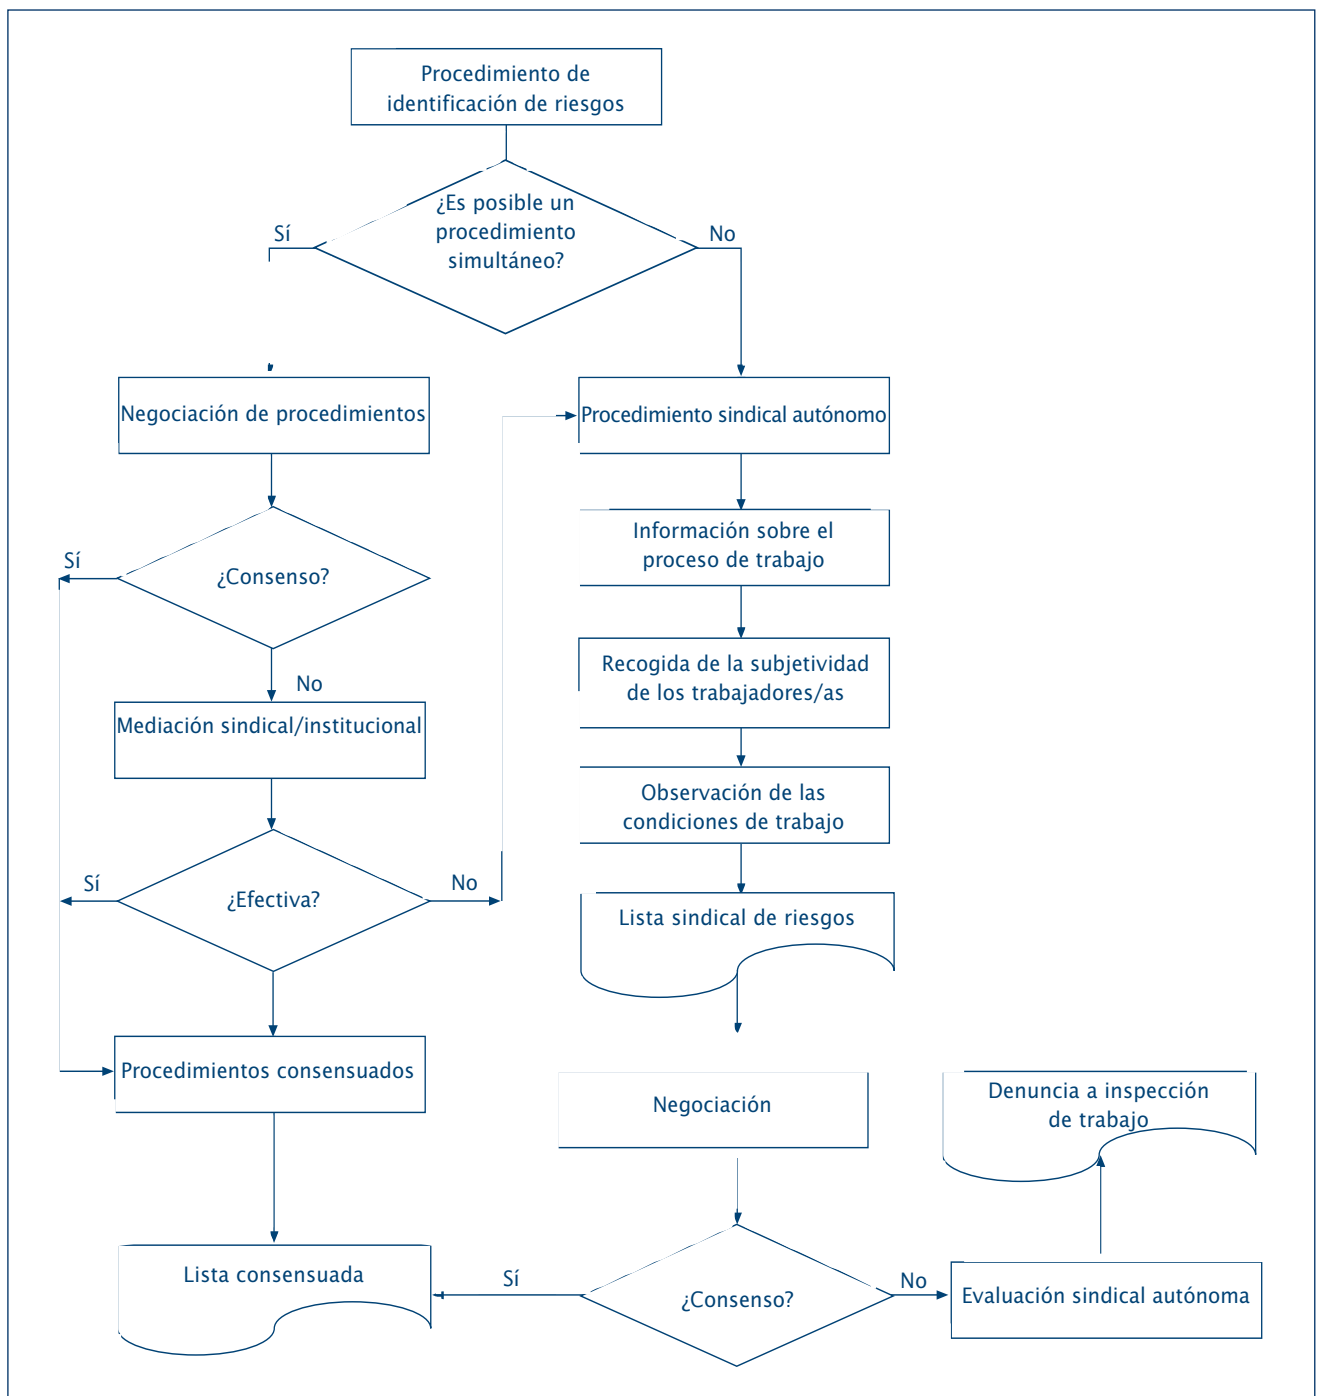 Procedimiento de
identificación de riesgos
¿Es posible un
procedimiento
simultáneo?
Sí
No
Negociación de procedimientos
Procedimiento sindical autónomo
Información sobre el
proceso de trabajo
Sí
¿Consenso?
Recogida de la subjetividad
de los trabajadores/as
No
Mediación sindical/institucional
Observación de las
condiciones de trabajo
Sí
¿Efectiva?
No
Lista sindical de riesgos
Procedimientos consensuados
Negociación
Denuncia a inspección
de trabajo
Lista consensuada
Sí
¿Consenso?
No
Evaluación sindical autónoma